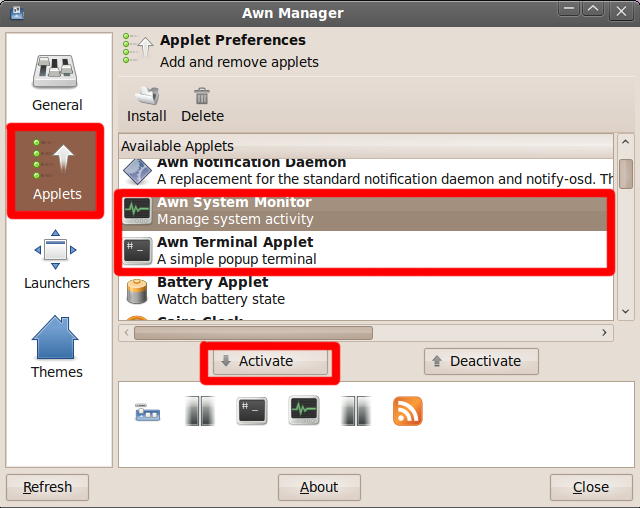 Awn Manager
General
Applets
Launchers
Themes
Applet Preferences
Add and remove applets
Install
Delete
Available Applets
Awn Notification Daemon
A replacement for the standard notification daemon and notify-osd. Th
Awn System Monitor
Manage system activity
#_
Awn Terminal Applet
A simple popup terminal
Battery Applet
Watch battery state
Cairo Clock
Activate
Deactivate
#_
Refresh
About
Close